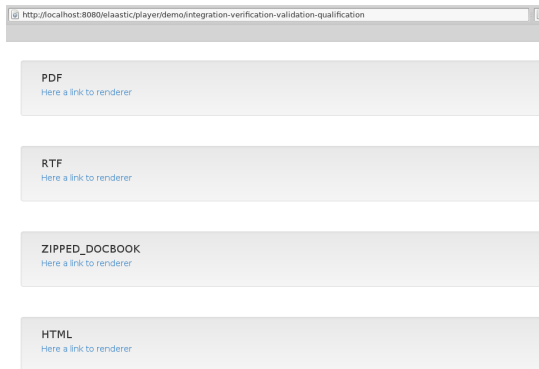 http://localhost:8080/elaastic/player/demo/integration-verification-validation-qualification
PDF
Here a link to renderer
RTF
Here a link to renderer
ZIPPED_DOCBOOK
Here a link to renderer
HTML
Here a link to renderer